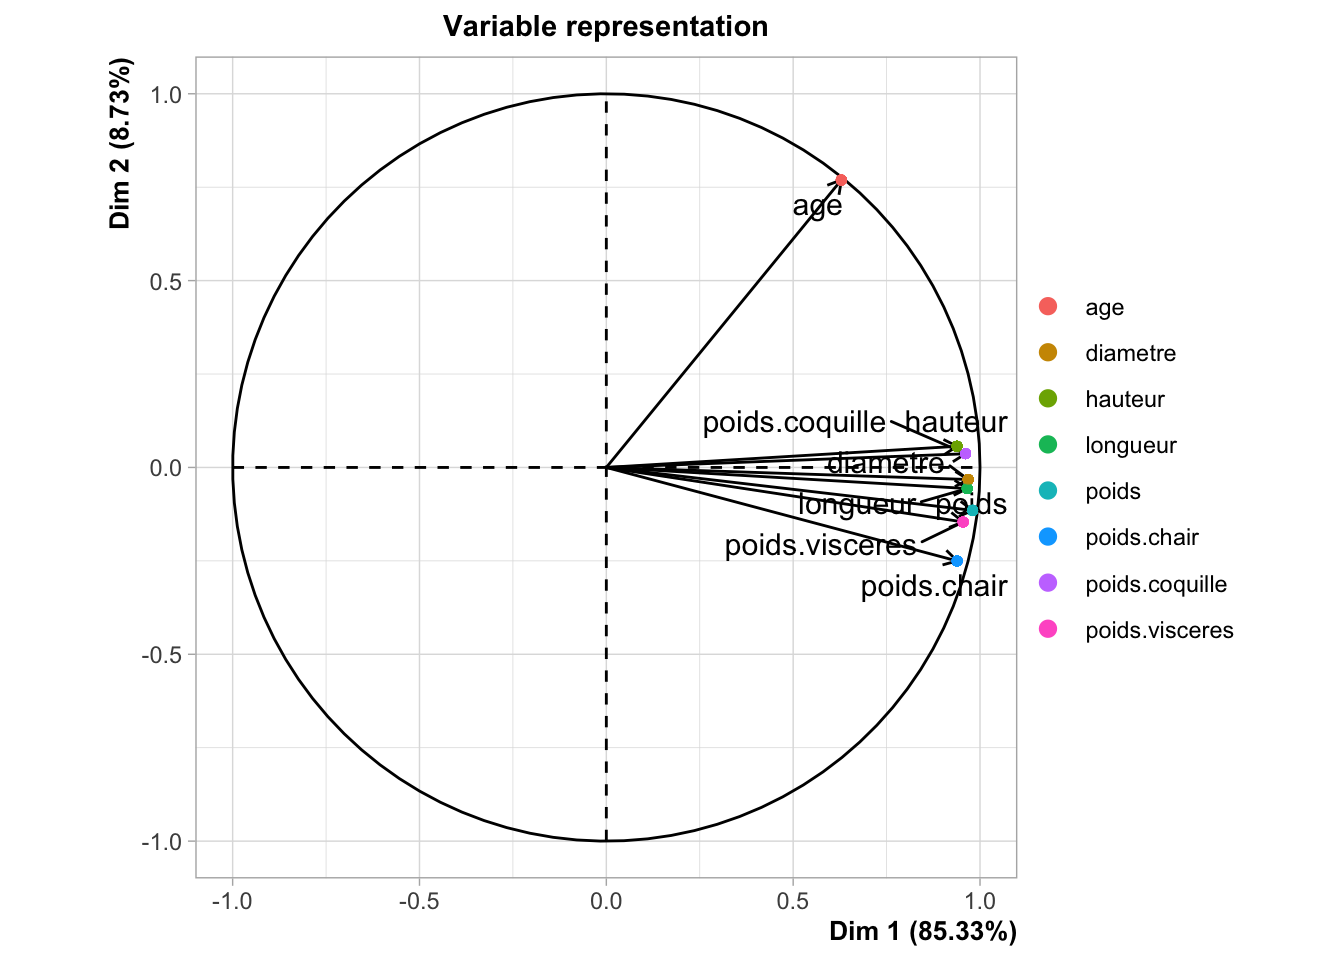 Variable representation
Dim 2 (8.73%)
1.0
0.5
0.0
-0.5
-1.0
age
poids.coquille
hauteur
diametre
longueur
poids
poids.visceres
poids.chair
-1.0
-0.5
0.0
0.5
1.0
Dim 1 (85.33%)
age
diametre
hauteur
longueur
poids
poids.chair
poids.coquille
poids.visceres